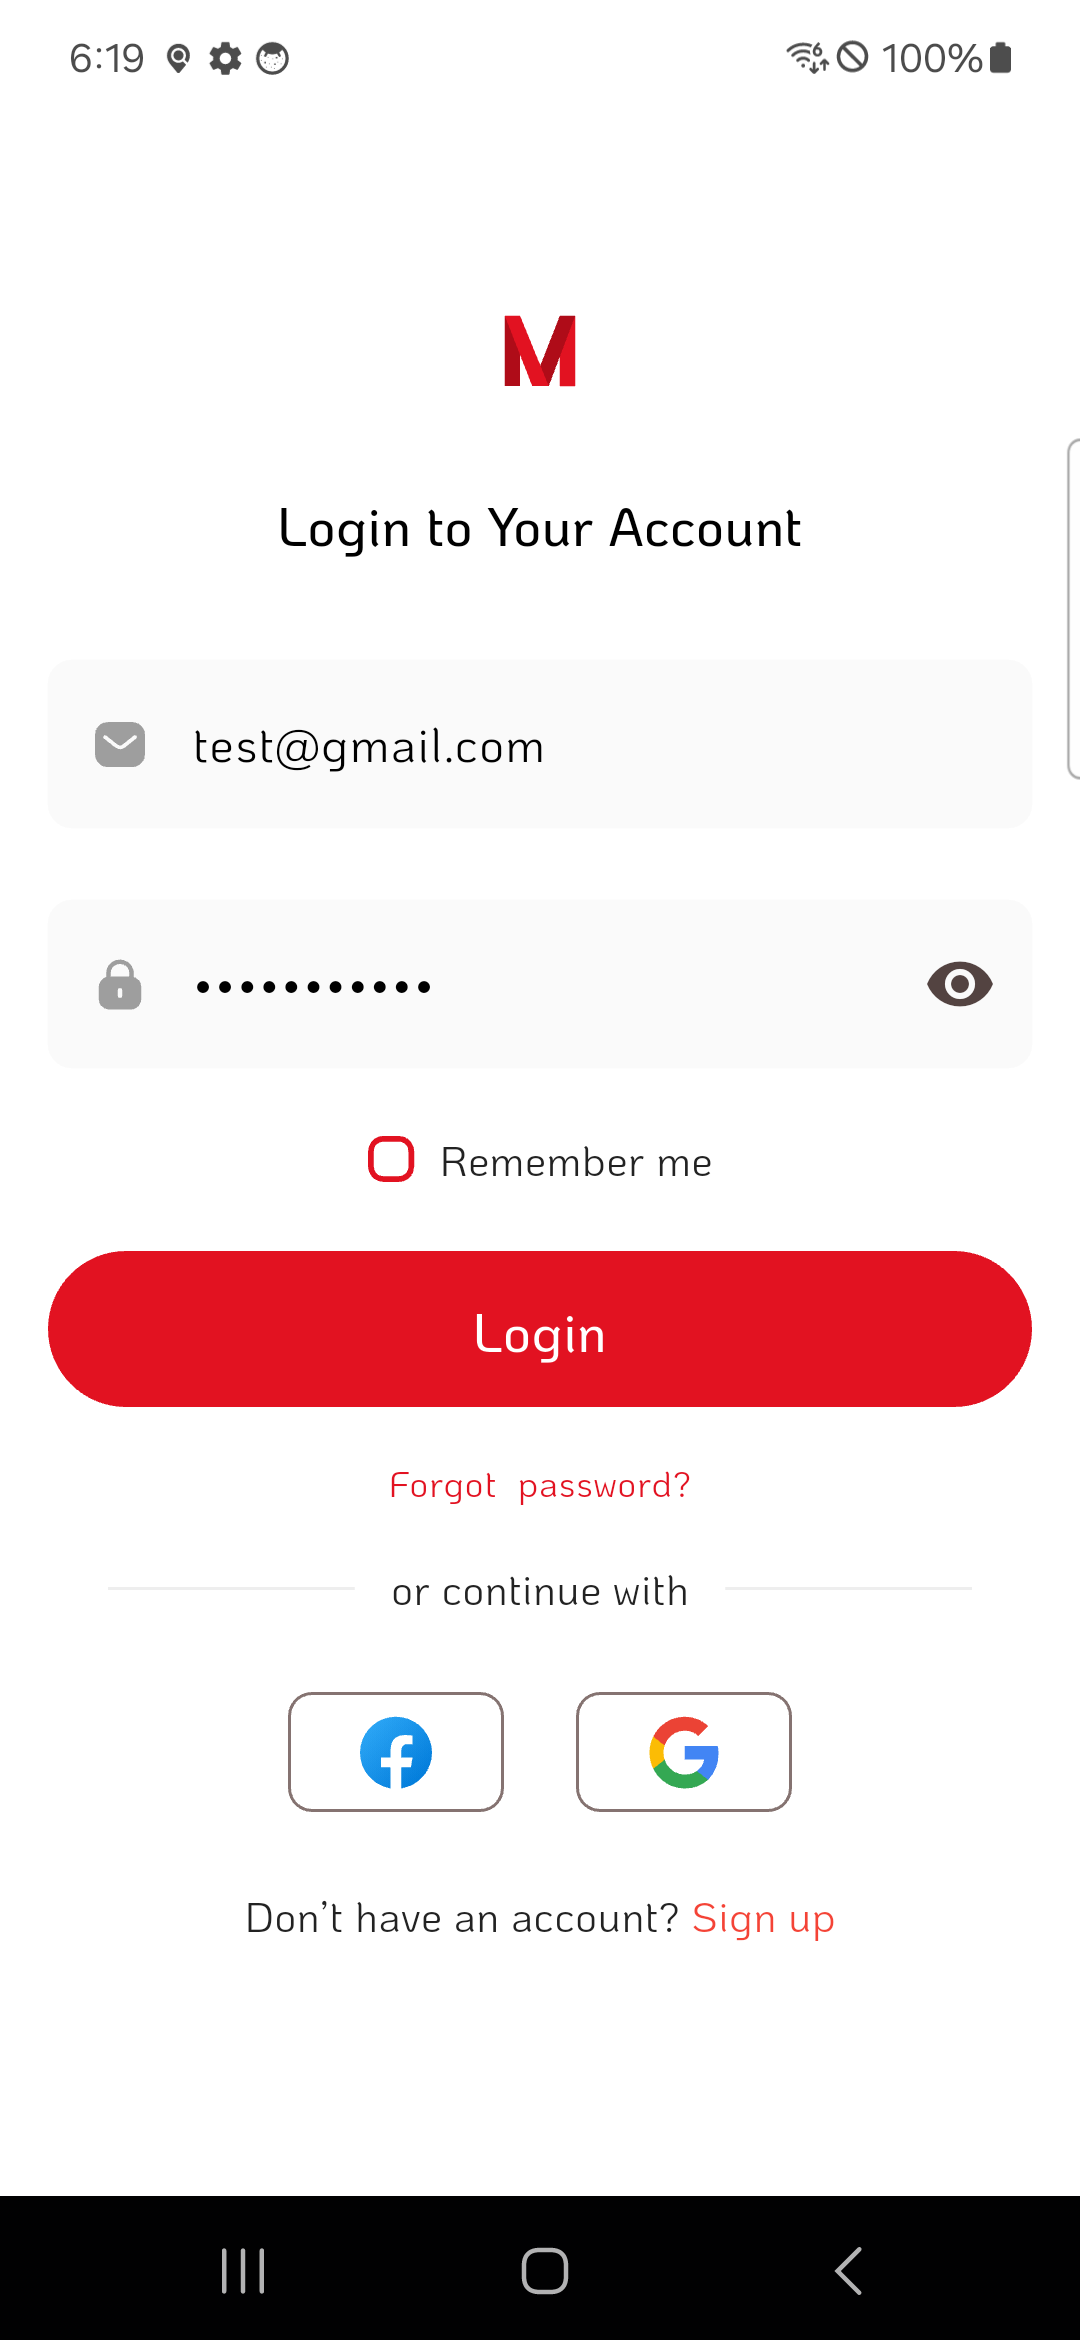 6:19 100%
M
Login to Your Account
test@gmail.com
•••••••••••
Remember me
Login
Forgot password?
or continue with
Don't have an account? Sign up